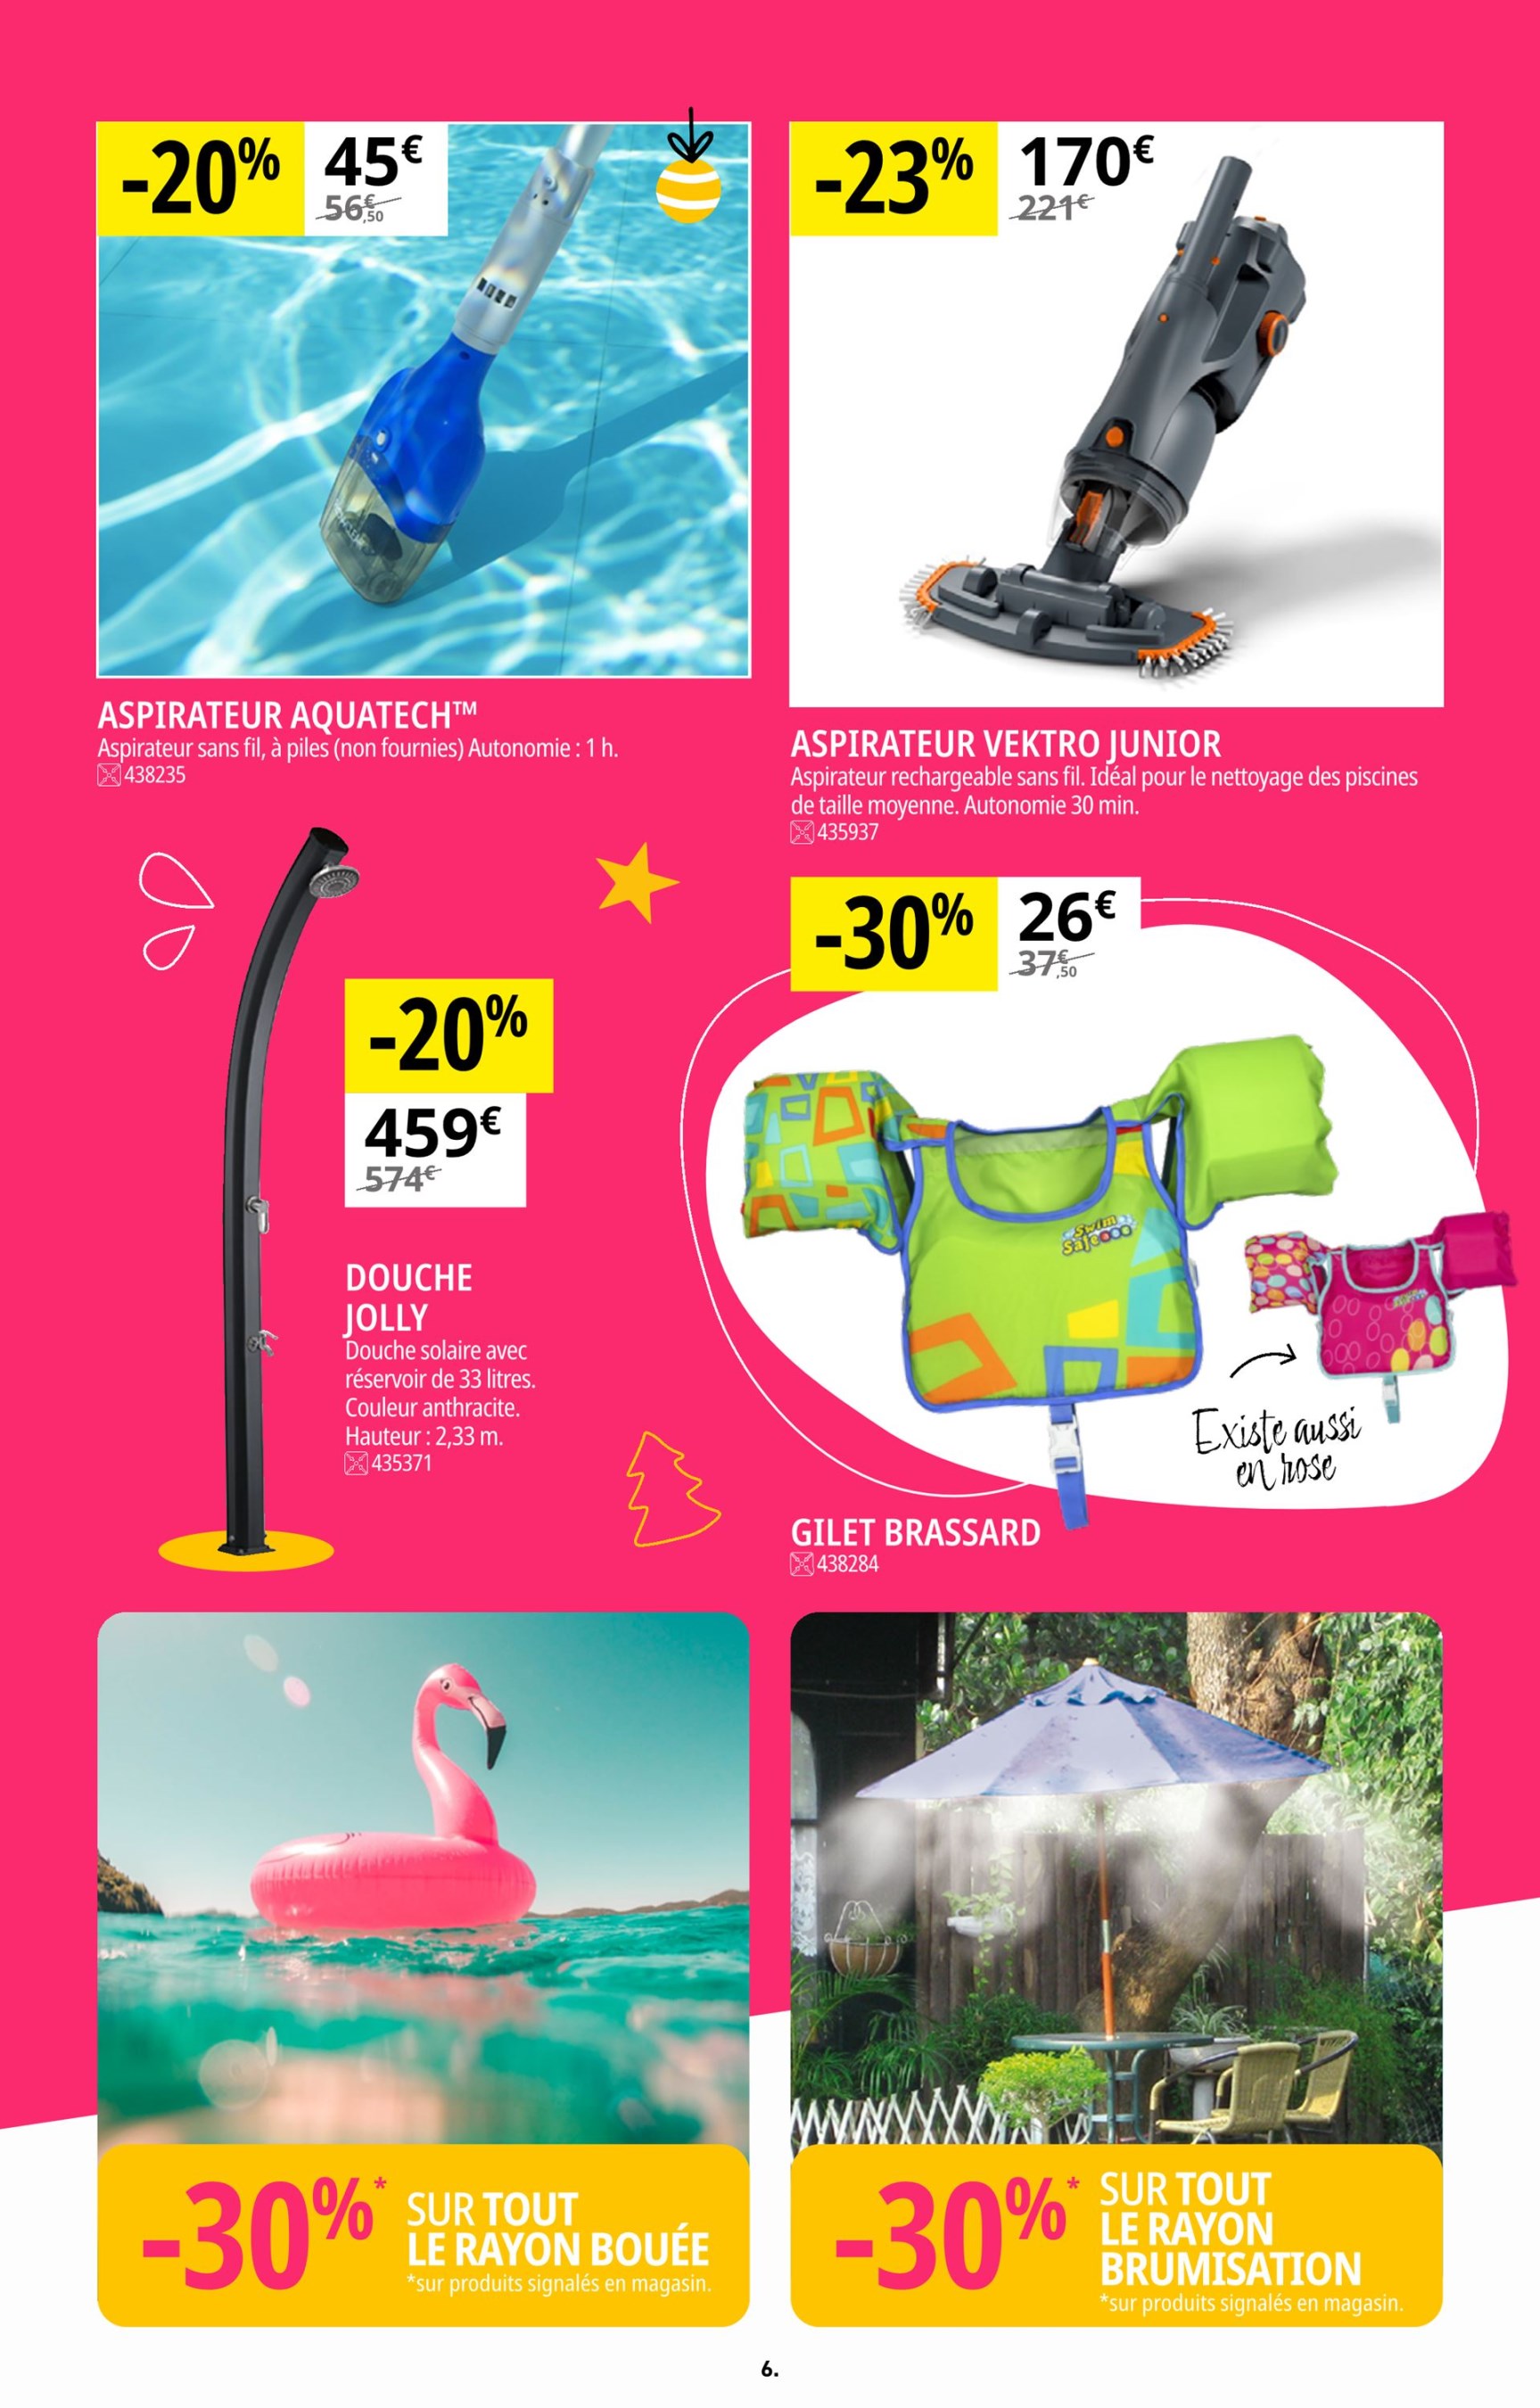 -20%
45€
56€,50
-23%
170€
221€
ASPIRATEUR AQUATECH™
Aspirateur sans fil, à piles (non fournies) Autonomie : 1 h.
438235
ASPIRATEUR VEKTRO JUNIOR
Aspirateur rechargeable sans fil. Idéal pour le nettoyage des piscines
de taille moyenne. Autonomie 30 min.
435937
-20%
459€
574€
DOUCHE
JOLLY
Douche solaire avec
réservoir de 33 litres.
Couleur anthracite.
Hauteur : 2,33 m.
435371
-30%
26€
37€,50
Swim
Safe
Existe aussi
en rose
GILET BRASSARD
438284
-30%*
SUR TOUT
LE RAYON BOUÉE
*sur produits signalés en magasin.
-30%*
SUR TOUT
LE RAYON
BRUMISATION
*sur produits signalés en magasin.
6.